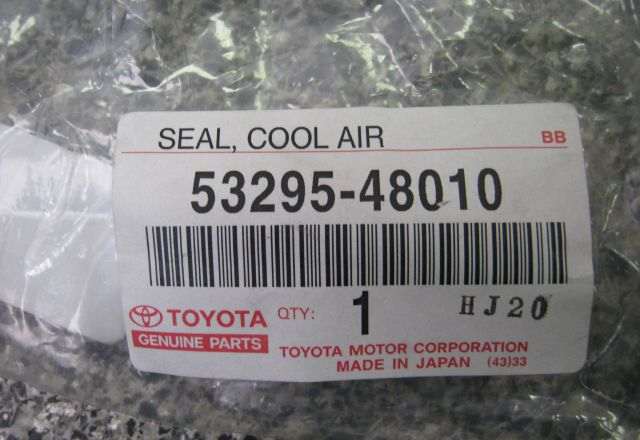 SEAL, COOL AIR BB
53295-48010
TOYOTA QTY: 1 HJ20
GENUINE PARTS
TOYOTA MOTOR CORPORATION
MADE IN JAPAN (43)33